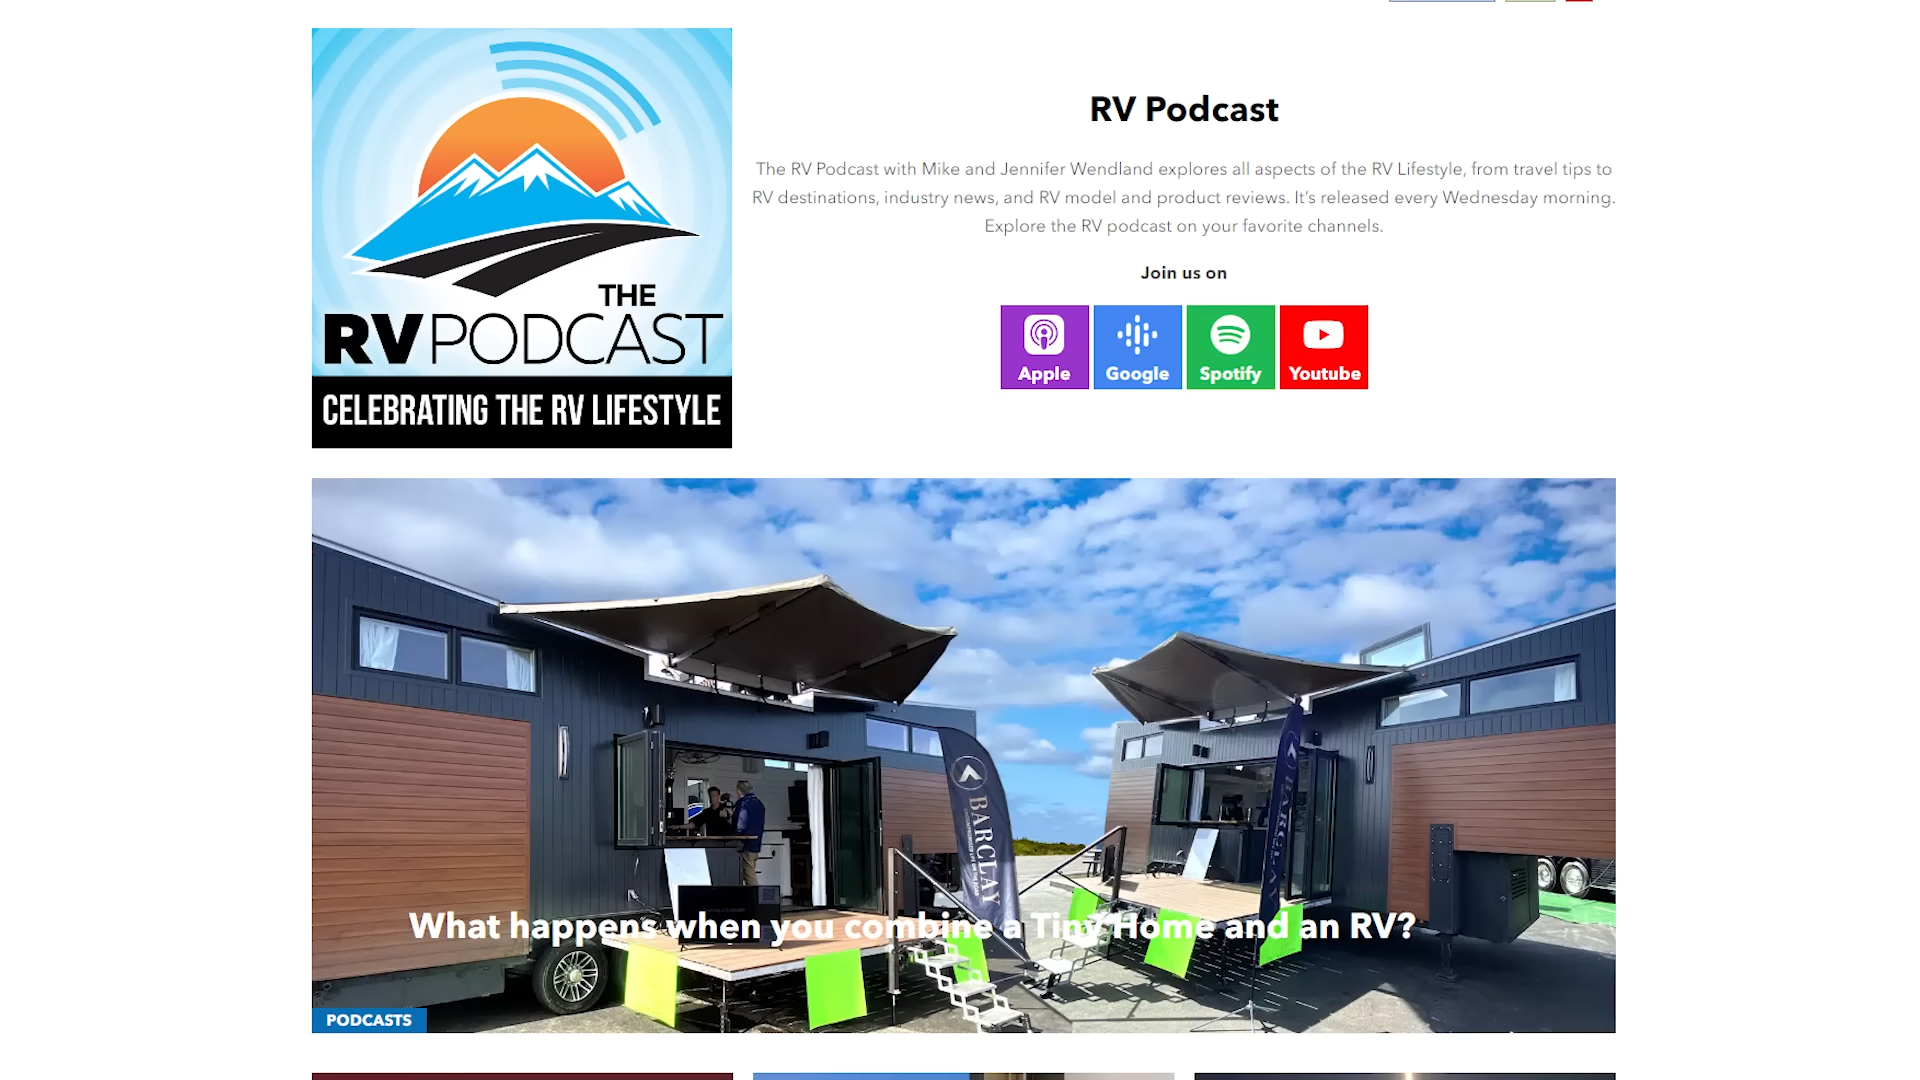 THE
RVPODCAST
CELEBRATING THE RV LIFESTYLE
RV Podcast
The RV Podcast with Mike and Jennifer Wendland explores all aspects of the RV Lifestyle, from travel tips to
RV destinations, industry news, and RV model and product reviews. It's released every Wednesday morning.
Explore the RV podcast on your favorite channels.
Join us on
Apple
Google
Spotify
Youtube
BARCLAY
BARCLAY
What happens when you combine a Tiny Home and an RV?
PODCASTS